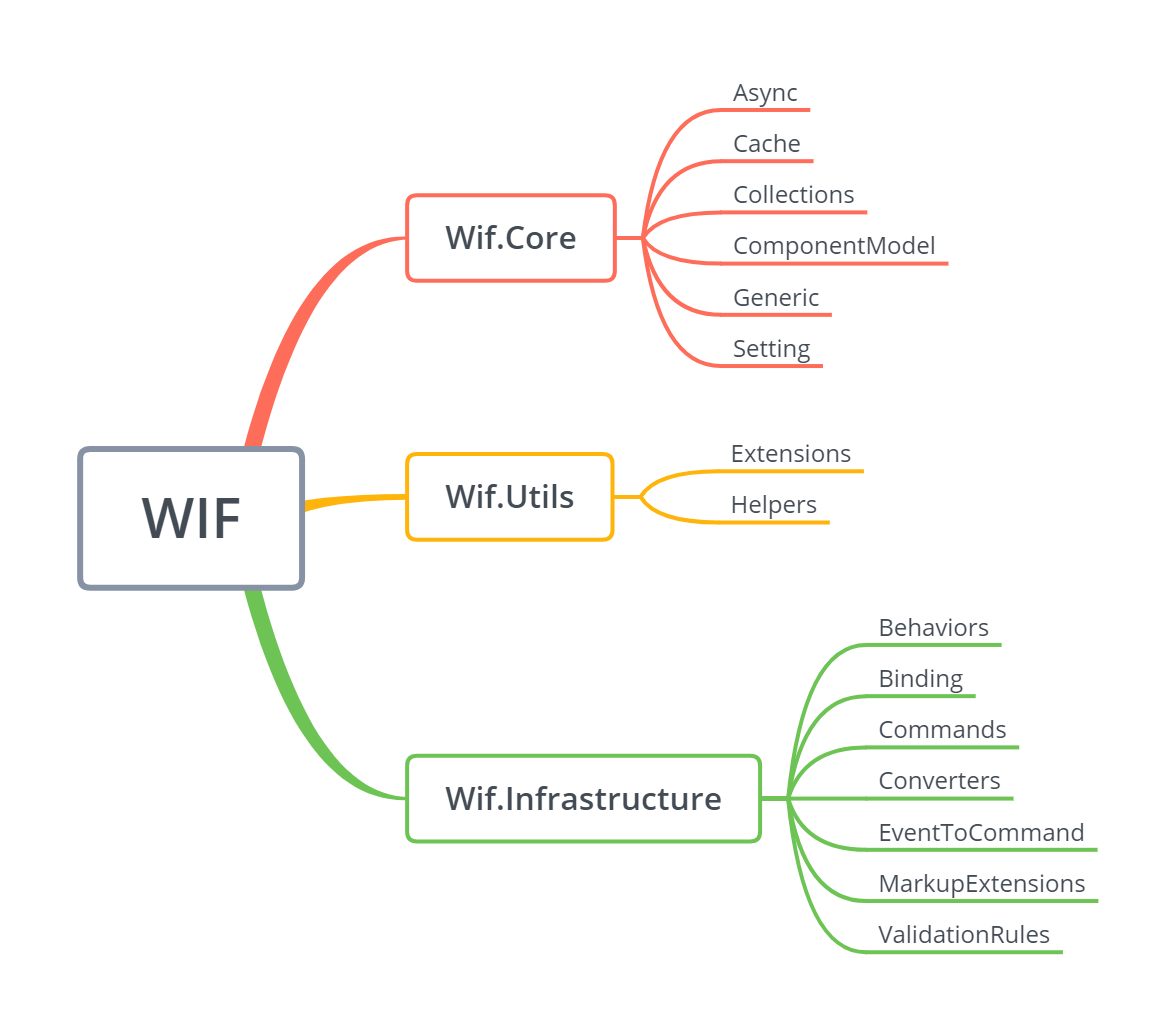 WIF
Wif.Core
Async
Cache
Collections
ComponentModel
Generic
Setting
Wif.Utils
Extensions
Helpers
Wif.Infrastructure
Behaviors
Binding
Commands
Converters
EventToCommand
MarkupExtensions
ValidationRules